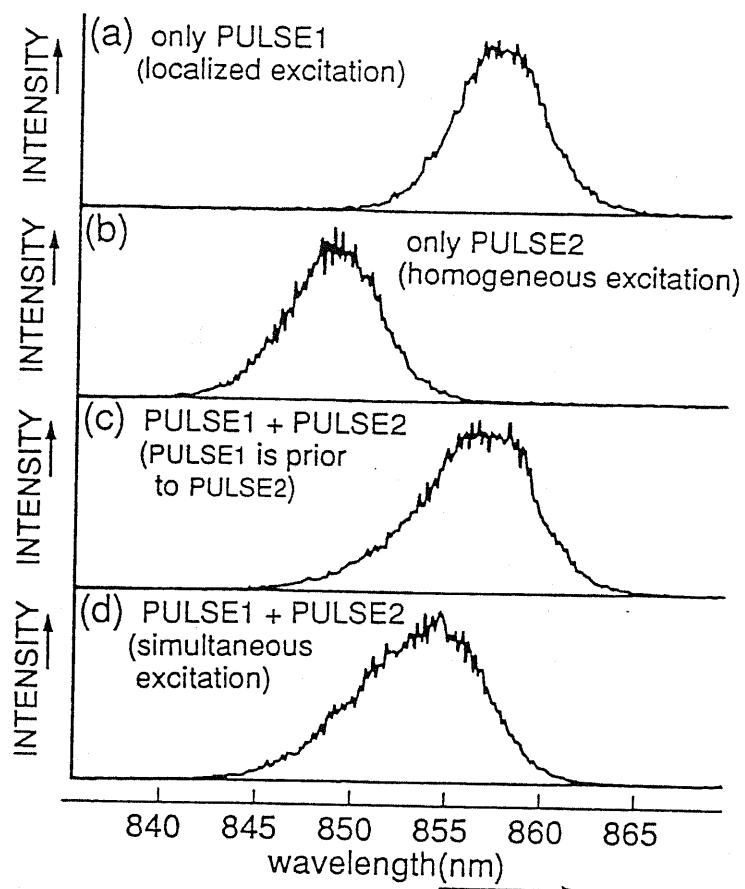 INTENSITY
(a) only PULSE1
(localized excitation)
INTENSITY
(b)
only PULSE2
(homogeneous excitation)
INTENSITY
(c) PULSE1 + PULSE2
(PULSE1 is prior
to PULSE2)
INTENSITY
(d) PULSE1 + PULSE2
(simultaneous
excitation)
840 845 850 855 860 865
wavelength(nm)